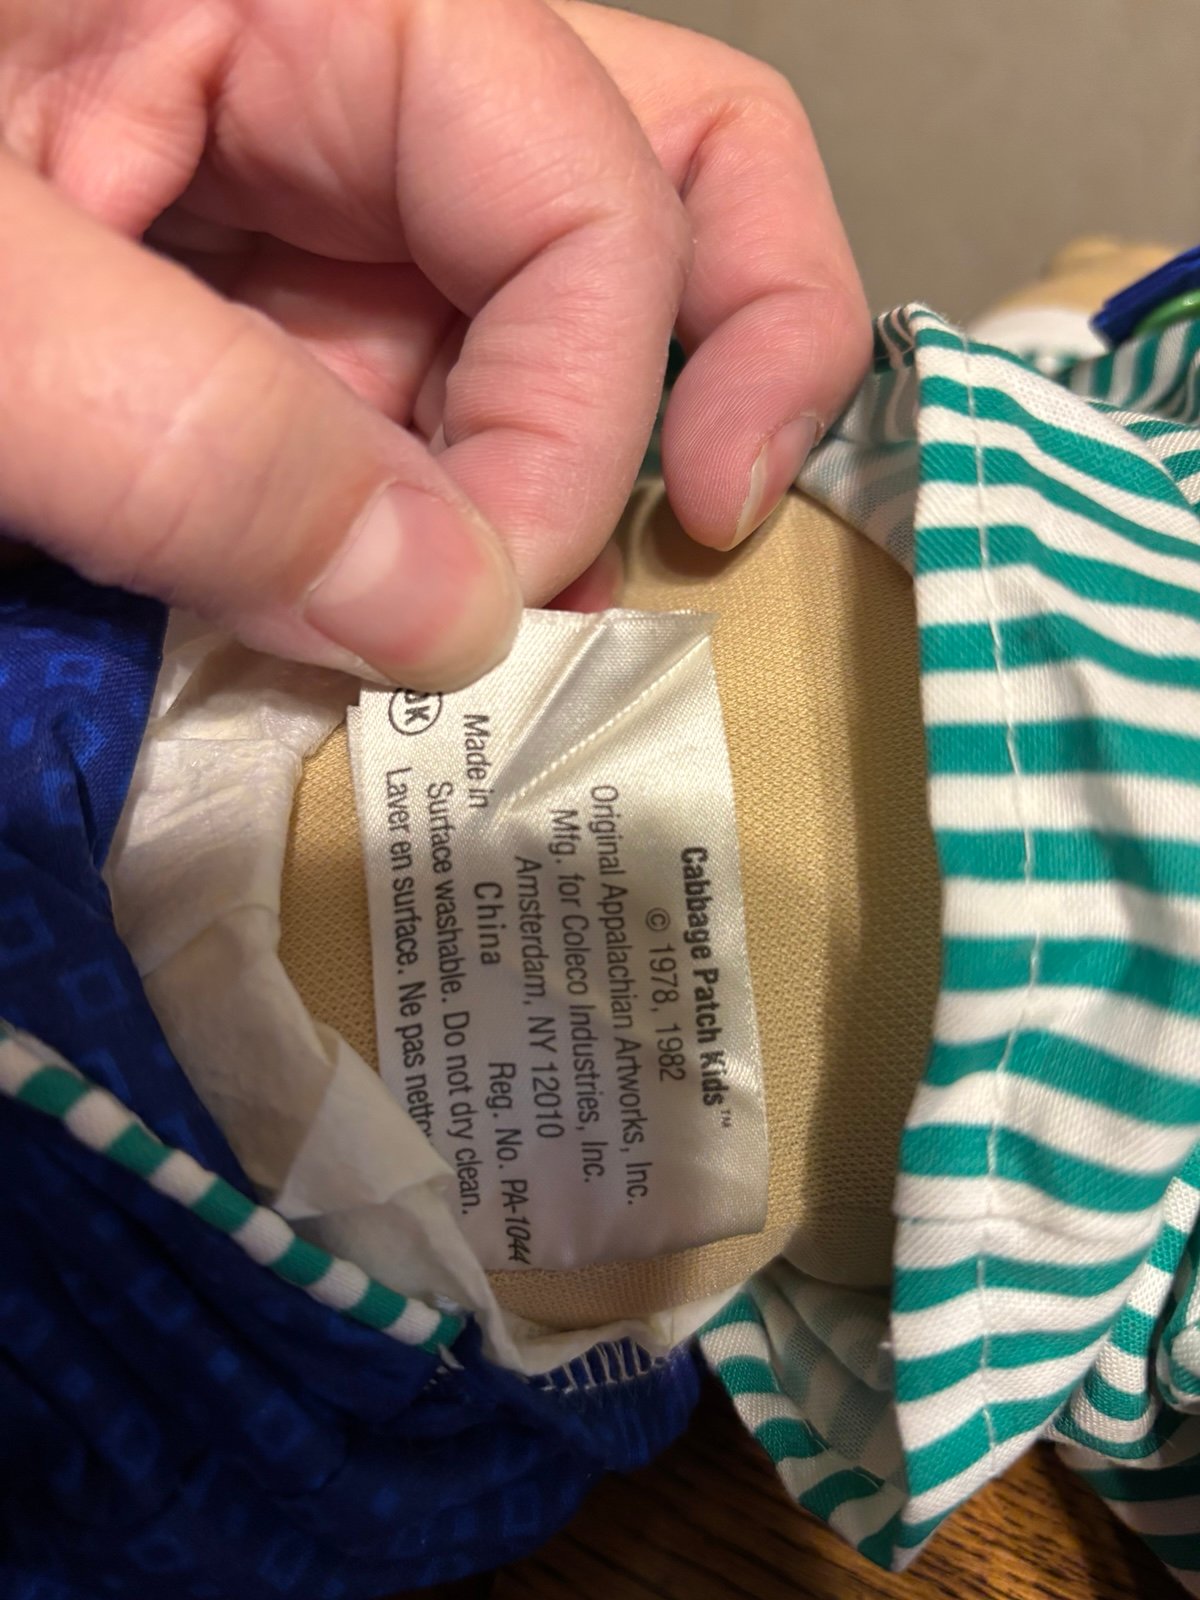 Cabbage Patch Kids™
© 1978, 1982
Original Appalachian Artworks, Inc.
Mfg. for Coleco Industries, Inc.
Amsterdam, NY 12010
Made in China Reg. No. PA-1044
Surface washable. Do not dry clean.
Laver en surface. Ne pas